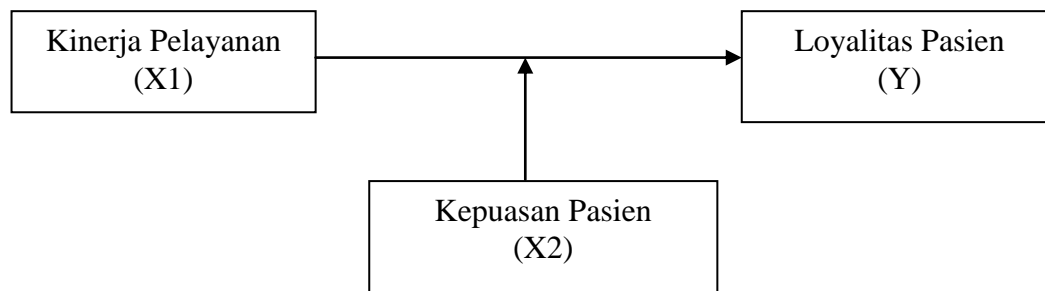 Kinerja Pelayanan
(X1)
Loyalitas Pasien
(Y)
Kepuasan Pasien
(X2)